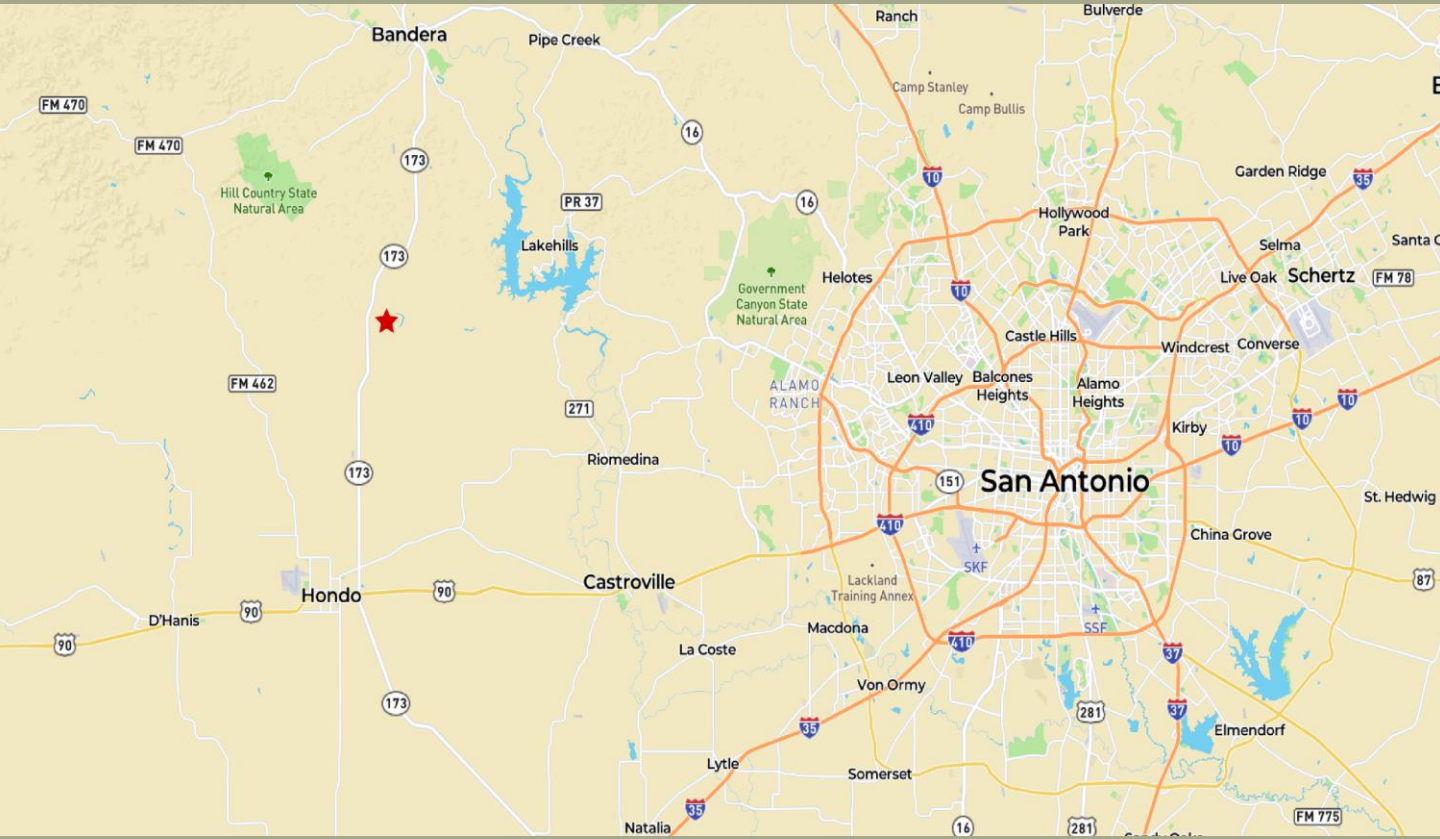 Ranch
Bulverde
Bandera
Pipe Creek
Camp Stanley
Camp Bullis
FM 470
16
FM 470
173
10
Garden Ridge
35
Hill Country State
Natural Area
PR 37
16
Hollywood
Park
Lakehills
Selma
Santa C
173
Helotes
Live Oak
Schertz
FM 78
Government
Canyon State
Natural Area
10
Castle Hills
Windcrest
Converse
FM 462
ALAMO
RANCH
Leon Valley
Balcones
Heights
Alamo
Heights
10
271
410
10
Kirby
10
Riomedina
173
151
San Antonio
St. Hedwig
410
China Grove
SKF
Castroville
Lackland
Training Annex
87
Hondo
90
90
D'Hanis
SSF
90
Macdona
410
La Coste
37
Von Ormy
173
281
37
35
Elmendorf
Lytle
Somerset
35
Natalia
16
281
FM 775